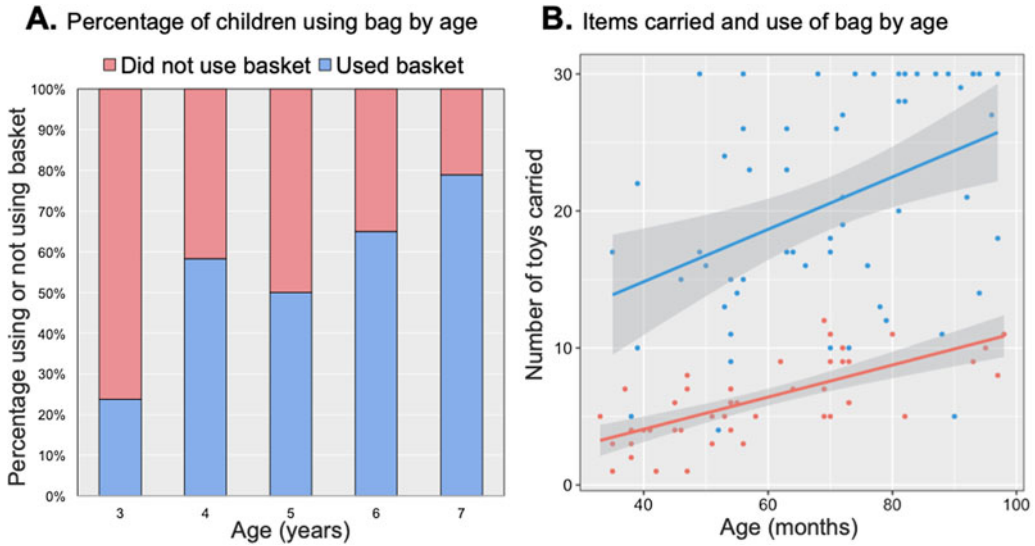 A. Percentage of children using bag by age
Did not use basket Used basket
Percentage using or not using basket
100%
90%
80%
70%
60%
50%
40%
30%
20%
10%
0%
3 4 5 6 7
Age (years)
B. Items carried and use of bag by age
Number of toys carried
30
20
10
0
40 60 80 100
Age (months)